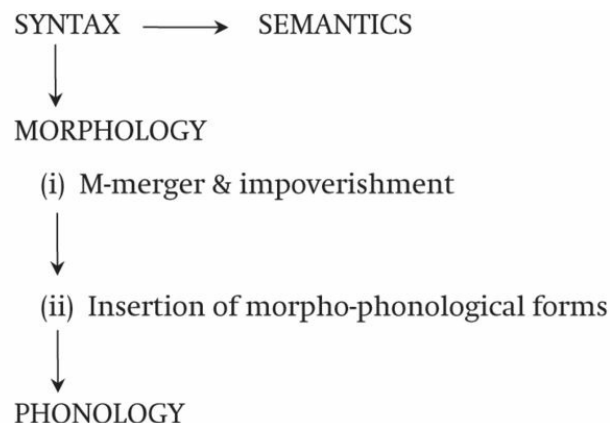 SYNTAX SEMANTICS
MORPHOLOGY
(i) M-merger & impoverishment
(ii) Insertion of morpho-phonological forms
PHONOLOGY